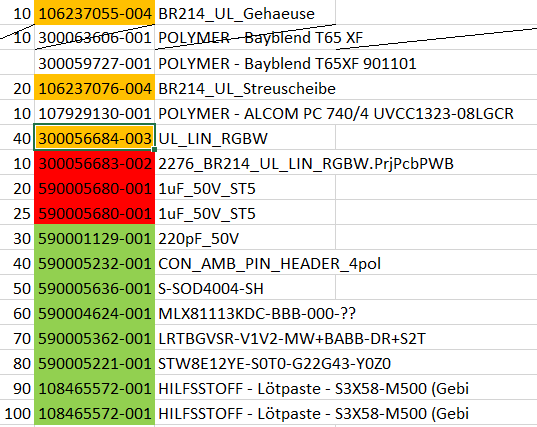 10 106237055-004 BR214_UL_Gehaeuse
10 300063606-001 POLYMER - Bayblend T65 XF
300059727-001 POLYMER - Bayblend T65XF 901101
20 106237076-004 BR214_UL_Streuscheibe
10 107929130-001 POLYMER - ALCOM PC 740/4 UVCC1323-08LGCR
40 300056684-003 UL_LIN_RGBW
10 300056683-002 2276_BR214_UL_LIN_RGBW.PrjPcbPWB
20 590005680-001 1uF_50V_ST5
25 590005680-001 1uF_50V_ST5
30 590001129-001 220pF_50V
40 590005232-001 CON_AMB_PIN_HEADER_4pol
50 590005636-001 S-SOD4004-SH
60 590004624-001 MLX81113KDC-BBB-000-??
70 590005362-001 LRTBGVSR-V1V2-MW+BABB-DR+S2T
80 590005221-001 STW8E12YE-S0T0-G22G43-Y0Z0
90 108465572-001 HILFSSTOFF - Lötpaste - S3X58-M500 (Gebi
100 108465572-001 HILFSSTOFF - Lötpaste - S3X58-M500 (Gebi